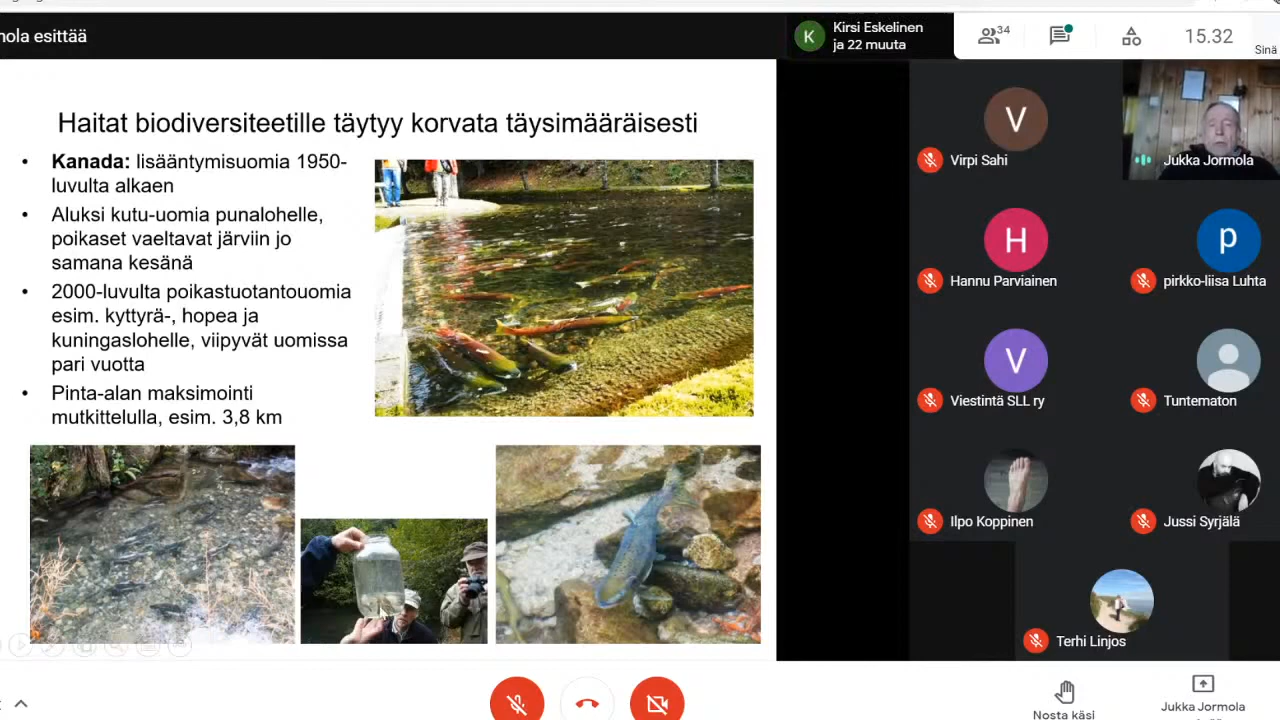 nola esittää
K
Kirsi Eskelinen
ja 22 muuta
34
15.32
Sinä
Haitat biodiversiteetille täytyy korvata täysimääräisesti
• Kanada: lisääntymisuomia 1950-
luvulta alkaen
• Aluksi kutu-uomia punalohelle,
poikaset vaeltavat järviin jo
samana kesänä
• 2000-luvulta poikastuotantouomia
esim. kyttyrä-, hopea ja
kuningaslohelle, viipyvät uomissa
pari vuotta
• Pinta-alan maksimointi
mutkittelulla, esim. 3,8 km
V
Virpi Sahi
Jukka Jormola
H
Hannu Parviainen
p
pirkko-liisa Luhta
V
Viestintä SLL ry
Tuntematon
Ilpo Koppinen
Jussi Syrjälä
Terhi Linjos
Nosta käsi
Jukka Jormola